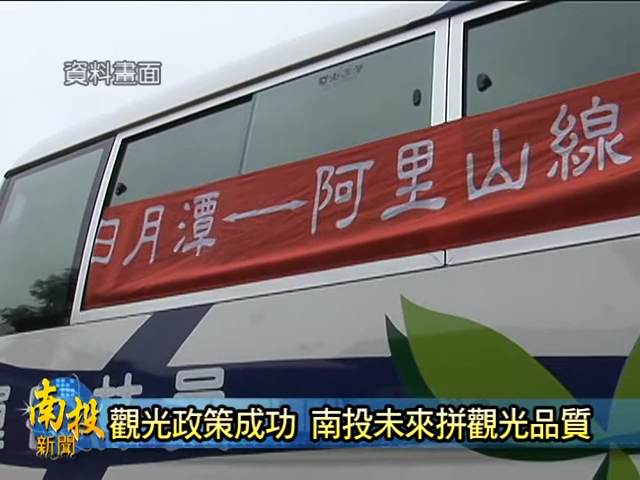 資料畫面
日月潭⟷阿里山線
員
南投
新聞
觀光政策成功 南投未來拼觀光品質